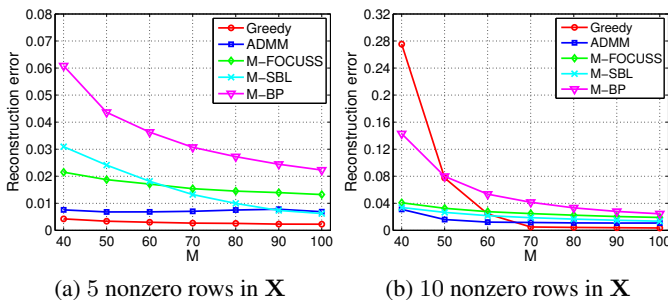 0.08
0.07
0.06
0.05
0.04
0.03
0.02
0.01
0
Reconstruction error
40 50 60 70 80 90 100
M
Greedy
ADMM
M−FOCUSS
M−SBL
M−BP
(a) 5 nonzero rows in X
0.32
0.28
0.24
0.2
0.16
0.12
0.08
0.04
0
Reconstruction error
40 50 60 70 80 90 100
M
Greedy
ADMM
M−FOCUSS
M−SBL
M−BP
(b) 10 nonzero rows in X